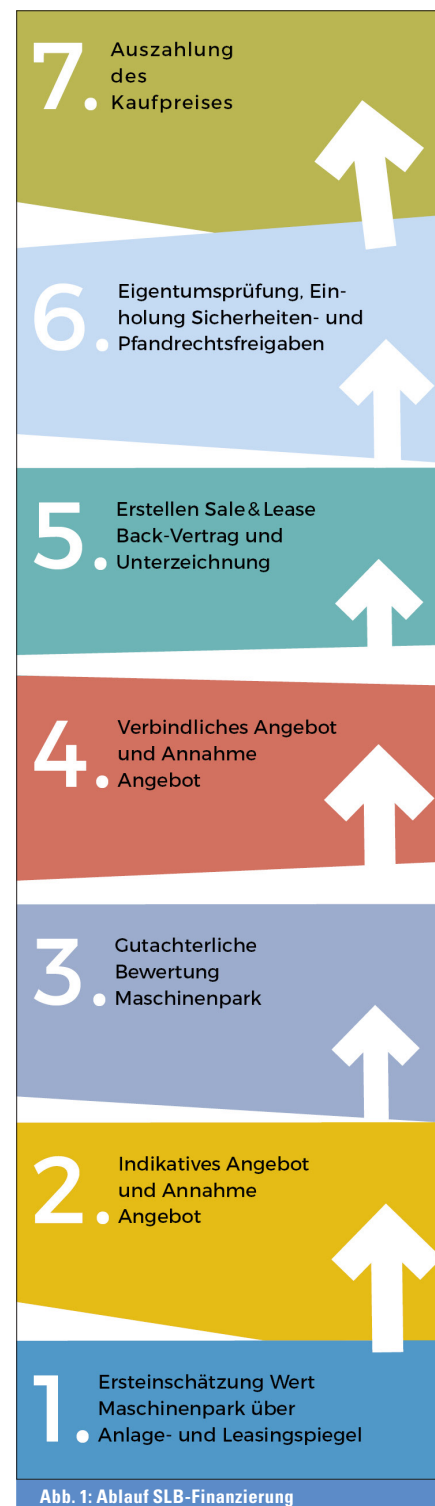 7. Auszahlung
des
Kaufpreises
6. Eigentumsprüfung, Ein-
holung Sicherheiten- und
Pfandrechtsfreigaben
5. Erstellen Sale & Lease
Back-Vertrag und
Unterzeichnung
4. Verbindliches Angebot
und Annahme
Angebot
3. Gutachterliche
Bewertung
Maschinenpark
2. Indikatives Angebot
und Annahme
Angebot
1. Ersteinschätzung Wert
Maschinenpark über
Anlage- und Leasingspiegel
Abb. 1: Ablauf SLB-Finanzierung